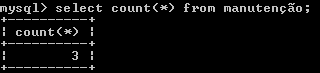 mysql> select count(*) from manutenção;
+----------+
| count(*) |
+----------+
|        3 |
+----------+